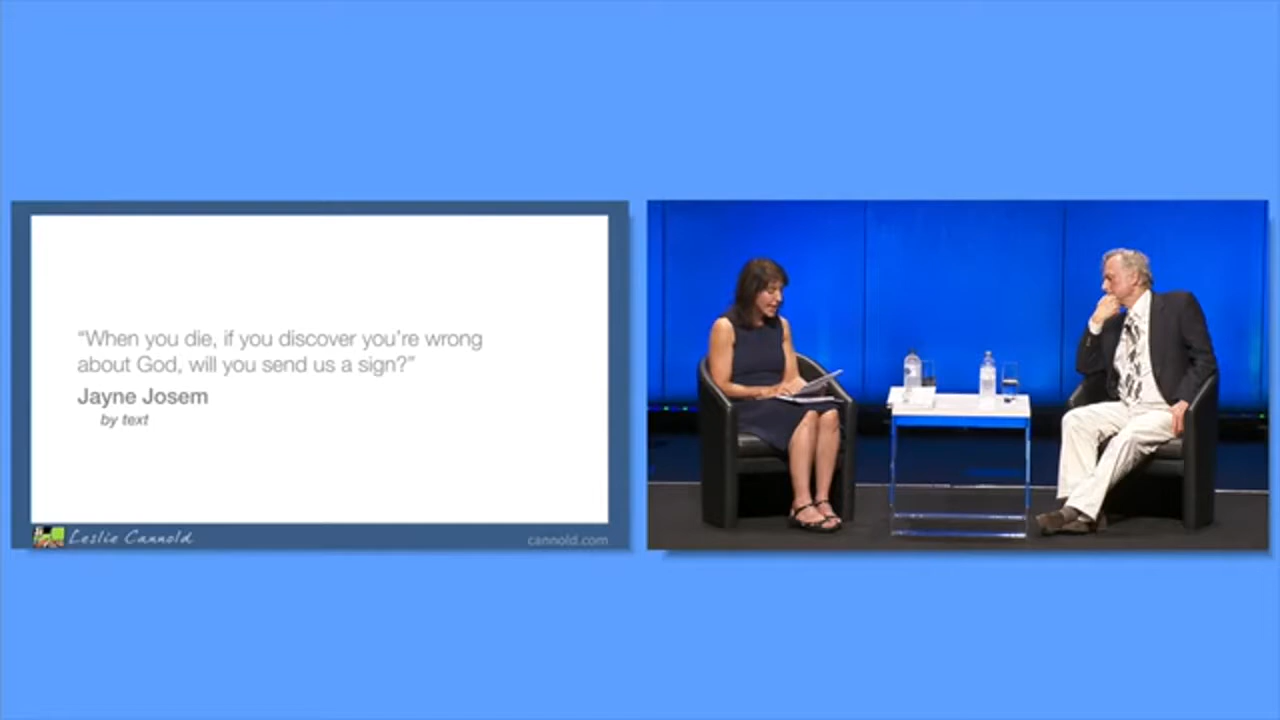 “When you die, if you discover you’re wrong
about God, will you send us a sign?”
Jayne Josem
by text
Leslie Cannold
cannold.com